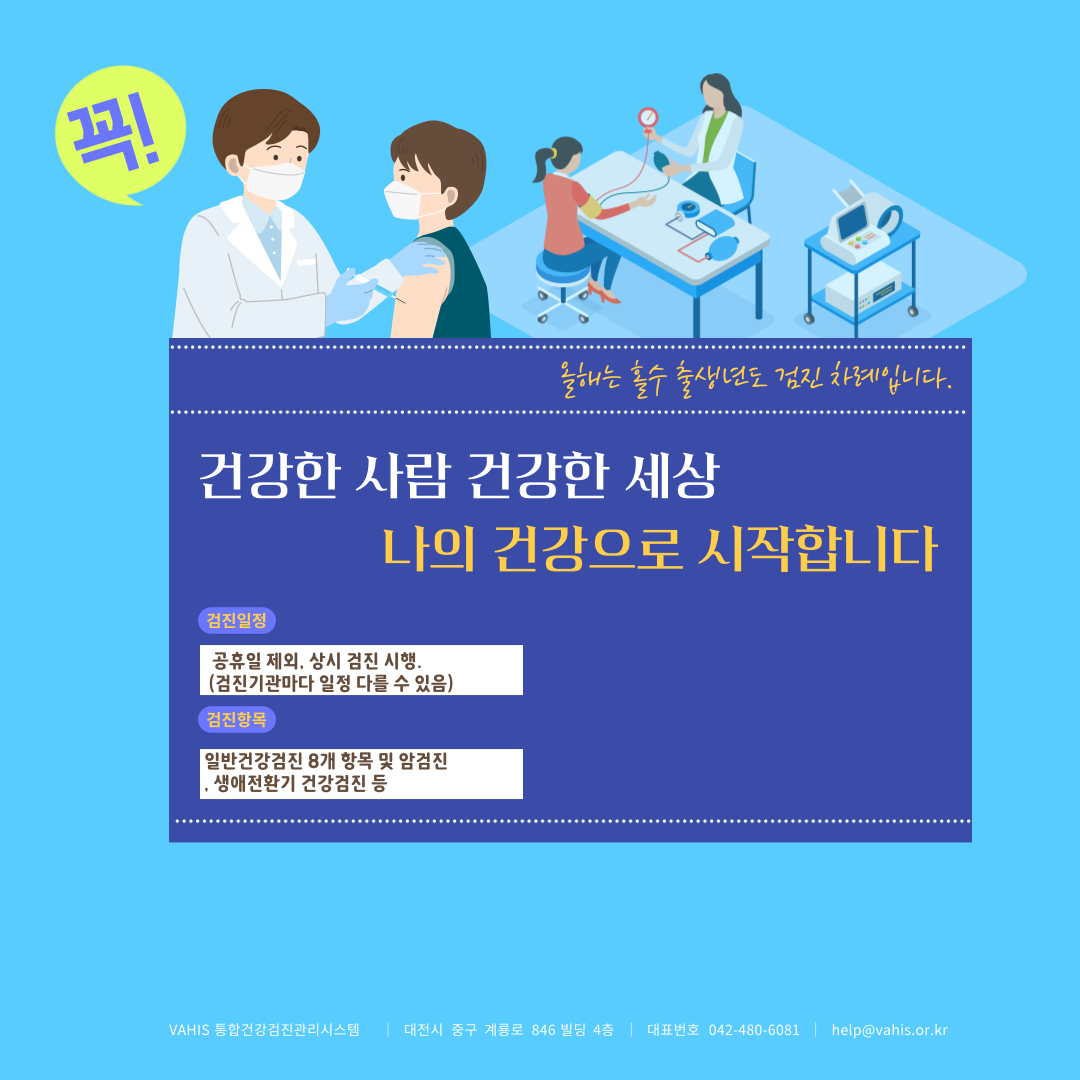 꼭!
올해는 홀수 출생년도 검진 차례입니다.
건강한 사람 건강한 세상
나의 건강으로 시작합니다
검진일정
공휴일 제외, 상시 검진 시행.
(검진기관마다 일정 다를 수 있음)
검진항목
일반건강검진 8개 항목 및 암검진
, 생애전환기 건강검진 등
VAHIS 통합건강검진관리시스템 | 대전시 중구 계룡로 846 빌딩 4층 | 대표번호 042-480-6081 | help@vahis.or.kr